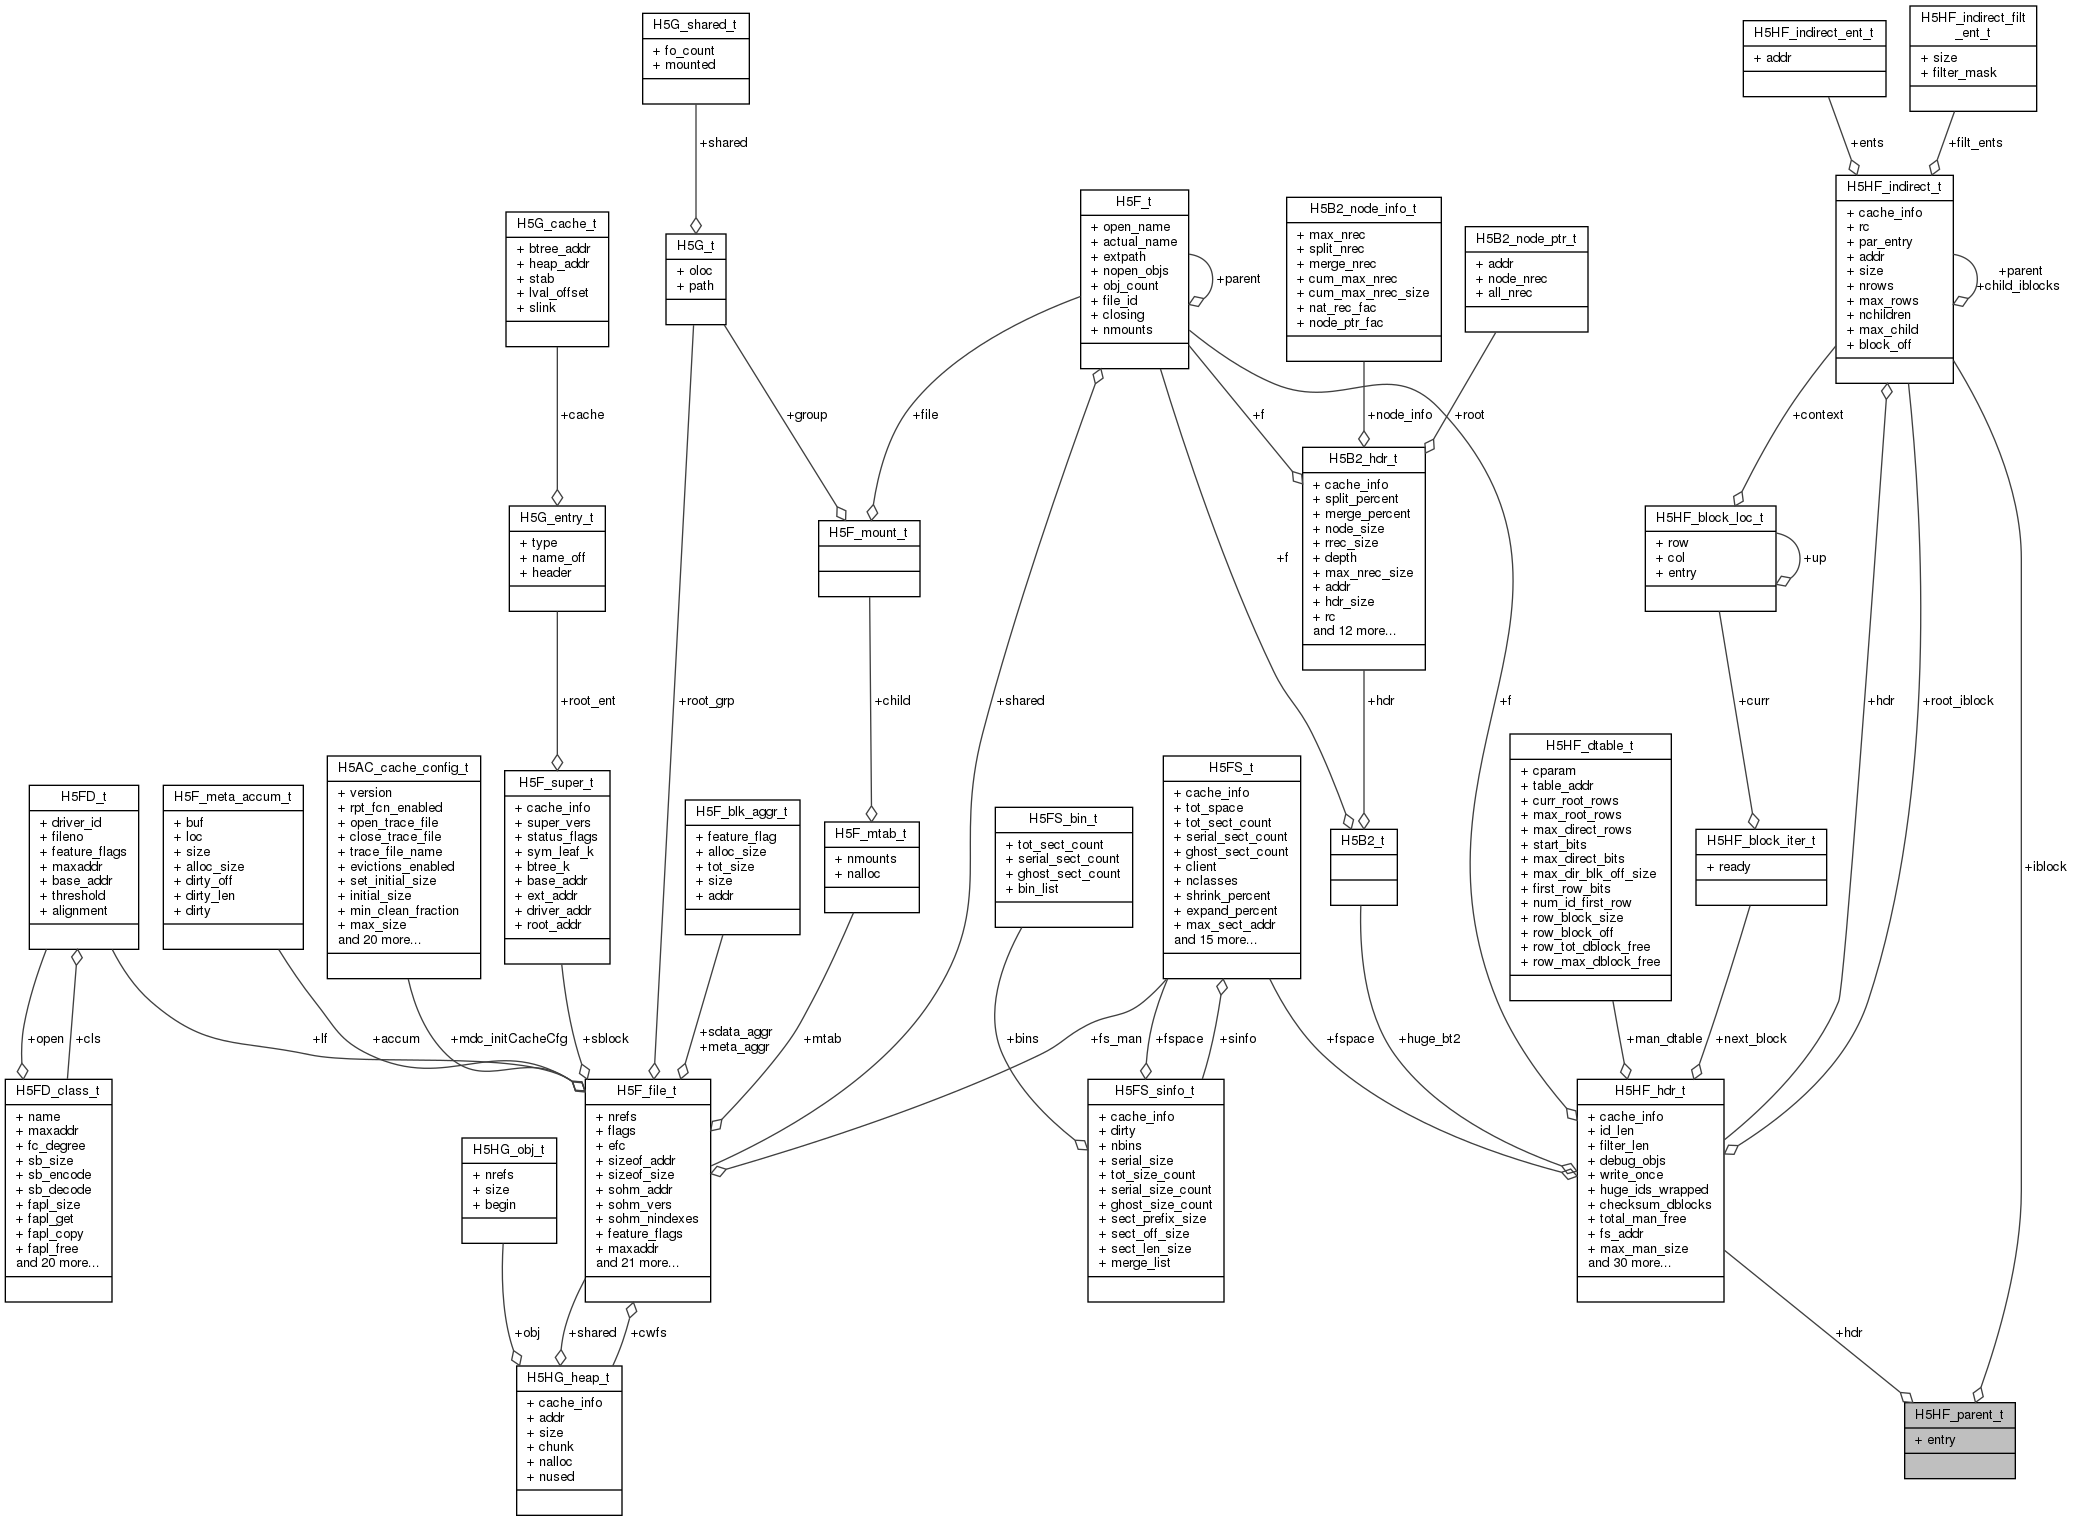 H5G_shared_t
+ fo_count
+ mounted
H5HF_indirect_ent_t
+ addr
H5HF_indirect_filt
_ent_t
+ size
+ filter_mask
+shared
+ents
+filt_ents
H5G_cache_t
+ btree_addr
+ heap_addr
+ stab
+ lval_offset
+ slink
H5G_t
+ oloc
+ path
H5F_t
+ open_name
+ actual_name
+ extpath
+ nopen_objs
+ obj_count
+ file_id
+ closing
+ nmounts
+parent
H5B2_node_info_t
+ max_nrec
+ split_nrec
+ merge_nrec
+ cum_max_nrec
+ cum_max_nrec_size
+ nat_rec_fac
+ node_ptr_fac
H5B2_node_ptr_t
+ addr
+ node_nrec
+ all_nrec
H5HF_indirect_t
+ cache_info
+ rc
+ par_entry
+ addr
+ size
+ nrows
+ max_rows
+ nchildren
+ max_child
+ block_off
+parent
+child_iblocks
+cache
+group
+file
+f
+node_info
+root
+context
H5G_entry_t
+ type
+ name_off
+ header
H5F_mount_t
+f
H5B2_hdr_t
+ cache_info
+ split_percent
+ merge_percent
+ node_size
+ rrec_size
+ depth
+ max_nrec_size
+ addr
+ hdr_size
+ rc
and 12 more...
H5HF_block_loc_t
+ row
+ col
+ entry
+up
+root_ent
+root_grp
+child
+shared
+hdr
+f
+curr
+hdr
+root_iblock
H5FD_t
+ driver_id
+ fileno
+ feature_flags
+ maxaddr
+ base_addr
+ threshold
+ alignment
H5F_meta_accum_t
+ buf
+ loc
+ size
+ alloc_size
+ dirty_off
+ dirty_len
+ dirty
H5AC_cache_config_t
+ version
+ rpt_fcn_enabled
+ open_trace_file
+ close_trace_file
+ trace_file_name
+ evictions_enabled
+ set_initial_size
+ initial_size
+ min_clean_fraction
+ max_size
and 20 more...
H5F_super_t
+ cache_info
+ super_vers
+ status_flags
+ sym_leaf_k
+ btree_k
+ base_addr
+ ext_addr
+ driver_addr
+ root_addr
H5F_blk_aggr_t
+ feature_flag
+ alloc_size
+ tot_size
+ size
+ addr
H5F_mtab_t
+ nmounts
+ nalloc
H5FS_bin_t
+ tot_sect_count
+ serial_sect_count
+ ghost_sect_count
+ bin_list
H5FS_t
+ cache_info
+ tot_space
+ tot_sect_count
+ serial_sect_count
+ ghost_sect_count
+ client
+ nclasses
+ shrink_percent
+ expand_percent
+ max_sect_addr
and 15 more...
H5B2_t
H5HF_dtable_t
+ cparam
+ table_addr
+ curr_root_rows
+ max_root_rows
+ max_direct_rows
+ start_bits
+ max_direct_bits
+ max_dir_blk_off_size
+ first_row_bits
+ num_id_first_row
+ row_block_size
+ row_block_off
+ row_tot_dblock_free
+ row_max_dblock_free
H5HF_block_iter_t
+ ready
+iblock
+open
+cls
+lf
+accum
+mdc_initCacheCfg
+sblock
+sdata_aggr
+meta_aggr
+mtab
+bins
+fs_man
+fspace
+sinfo
+fspace
+huge_bt2
+man_dtable
+next_block
H5FD_class_t
+ name
+ maxaddr
+ fc_degree
+ sb_size
+ sb_encode
+ sb_decode
+ fapl_size
+ fapl_get
+ fapl_copy
+ fapl_free
and 20 more...
H5HG_obj_t
+ nrefs
+ size
+ begin
H5F_file_t
+ nrefs
+ flags
+ efc
+ sizeof_addr
+ sizeof_size
+ sohm_addr
+ sohm_vers
+ sohm_nindexes
+ feature_flags
+ maxaddr
and 21 more...
H5FS_sinfo_t
+ cache_info
+ dirty
+ nbins
+ serial_size
+ tot_size_count
+ serial_size_count
+ ghost_size_count
+ sect_prefix_size
+ sect_off_size
+ sect_len_size
+ merge_list
H5HF_hdr_t
+ cache_info
+ id_len
+ filter_len
+ debug_objs
+ write_once
+ huge_ids_wrapped
+ checksum_dblocks
+ total_man_free
+ fs_addr
+ max_man_size
and 30 more...
+obj
+shared
+cwfs
+hdr
H5HG_heap_t
+ cache_info
+ addr
+ size
+ chunk
+ nalloc
+ nused
H5HF_parent_t
+ entry